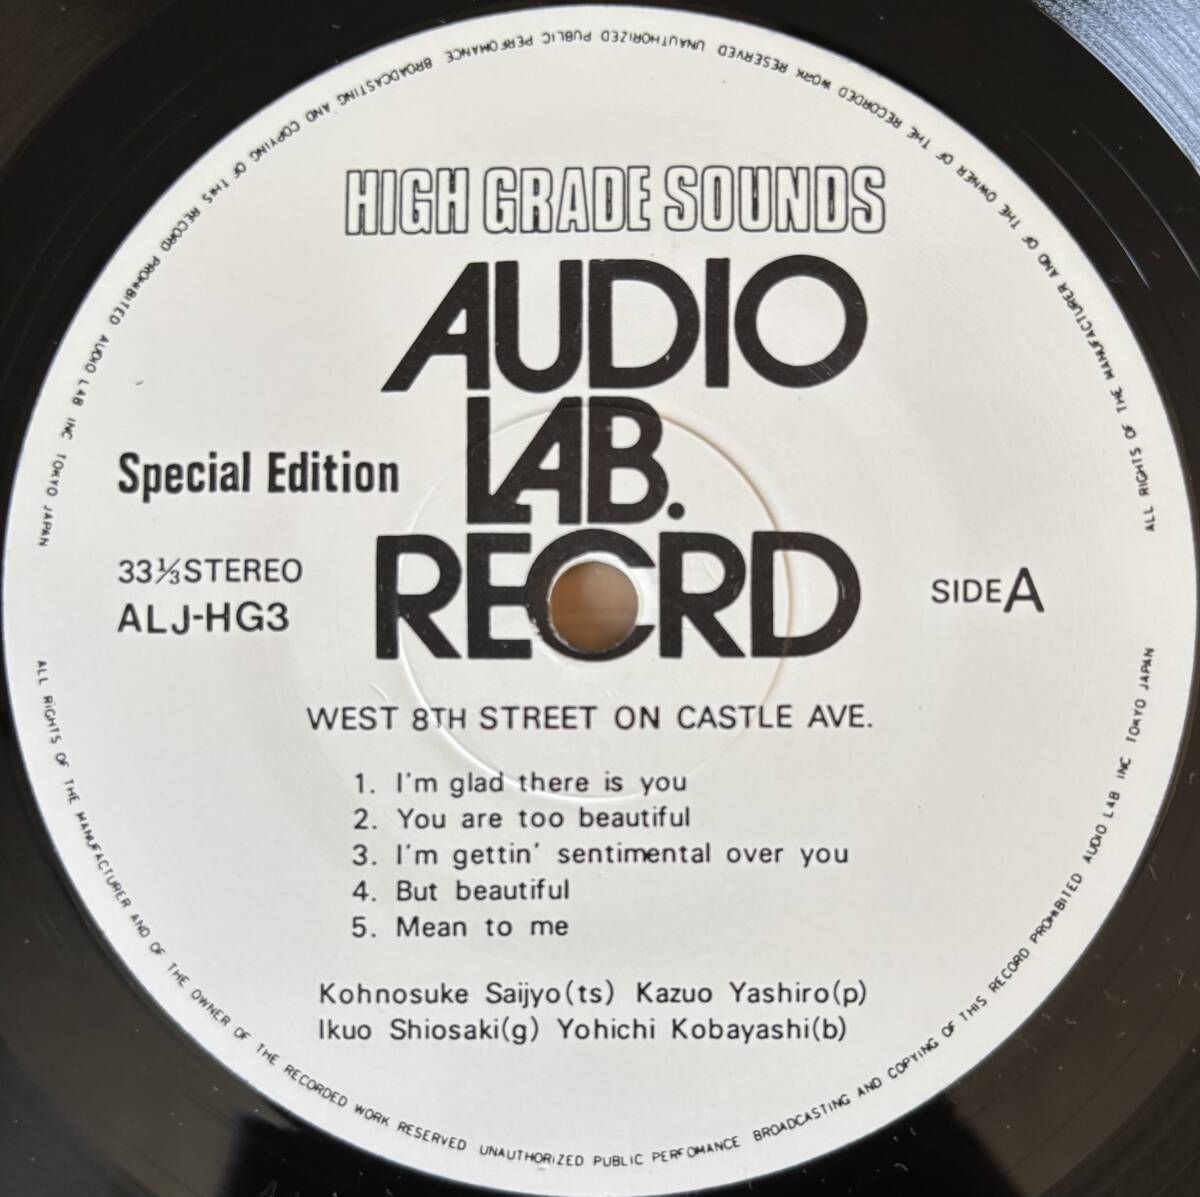 HIGH GRADE SOUNDS
AUDIO
LAB.
RECRD
Special Edition
33⅓STEREO
ALJ-HG3
SIDE A
WEST 8TH STREET ON CASTLE AVE.
1. I'm glad there is you
2. You are too beautiful
3. I'm gettin' sentimental over you
4. But beautiful
5. Mean to me
Kohnosuke Saijyo(ts) Kazuo Yashiro(p)
Ikuo Shiosaki(g) Yohichi Kobayashi(b)
ALL RIGHTS OF THE MANUFACTURER AND OF THE OWNER OF THE RECORDED WORK RESERVED UNAUTHORIZED PUBLIC PERFOMANCE BROADCASTING AND COPYING OF THIS RECORD PROHIBITED AUDIO LAB INC TOKYO JAPAN
ALL RIGHTS OF THE MANUFACTURER AND OF THE OWNER OF THE RECORDED WORK RESERVED UNAUTHORIZED PUBLIC PERFOMANCE BROADCASTING AND COPYING OF THIS RECORD PROHIBITED AUDIO LAB INC TOKYO JAPAN